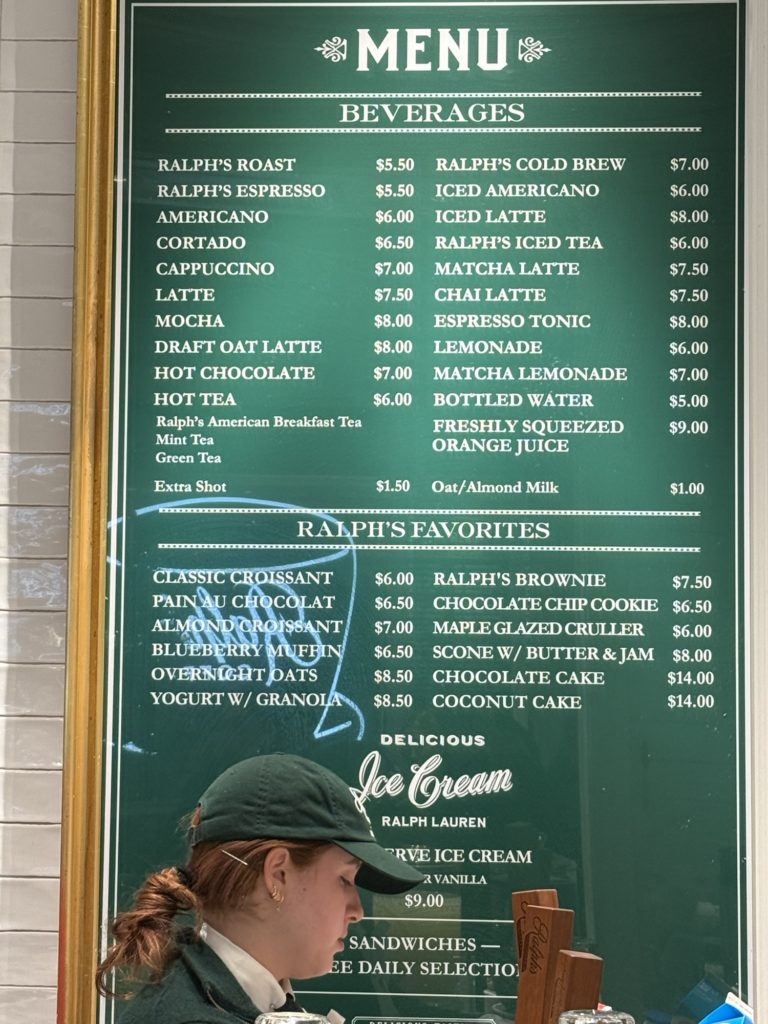 MENU
BEVERAGES
RALPH'S ROAST $5.50
RALPH'S ESPRESSO $5.50
AMERICANO $6.00
CORTADO $6.50
CAPPUCCINO $7.00
LATTE $7.50
MOCHA $8.00
DRAFT OAT LATTE $8.00
HOT CHOCOLATE $7.00
HOT TEA $6.00
Ralph's American Breakfast Tea
Mint Tea
Green Tea
Extra Shot $1.50
RALPH'S COLD BREW $7.00
ICED AMERICANO $6.00
ICED LATTE $8.00
RALPH'S ICED TEA $6.00
MATCHA LATTE $7.50
CHAI LATTE $7.50
ESPRESSO TONIC $8.00
LEMONADE $6.00
MATCHA LEMONADE $7.00
BOTTLED WATER $5.00
FRESHLY SQUEEZED $9.00
ORANGE JUICE
Oat/Almond Milk $1.00
RALPH'S FAVORITES
CLASSIC CROISSANT $6.00
PAIN AU CHOCOLAT $6.50
ALMOND CROISSANT $7.00
BLUEBERRY MUFFIN $6.50
OVERNIGHT OATS $8.50
YOGURT W/ GRANOLA $8.50
RALPH'S BROWNIE $7.50
CHOCOLATE CHIP COOKIE $6.50
MAPLE GLAZED CRULLER $6.00
SCONE W/ BUTTER & JAM $8.00
CHOCOLATE CAKE $14.00
COCONUT CAKE $14.00
DELICIOUS
Ice Cream
RALPH LAUREN
ICE CREAM
VANILLA
$9.00
SANDWICHES —
DAILY